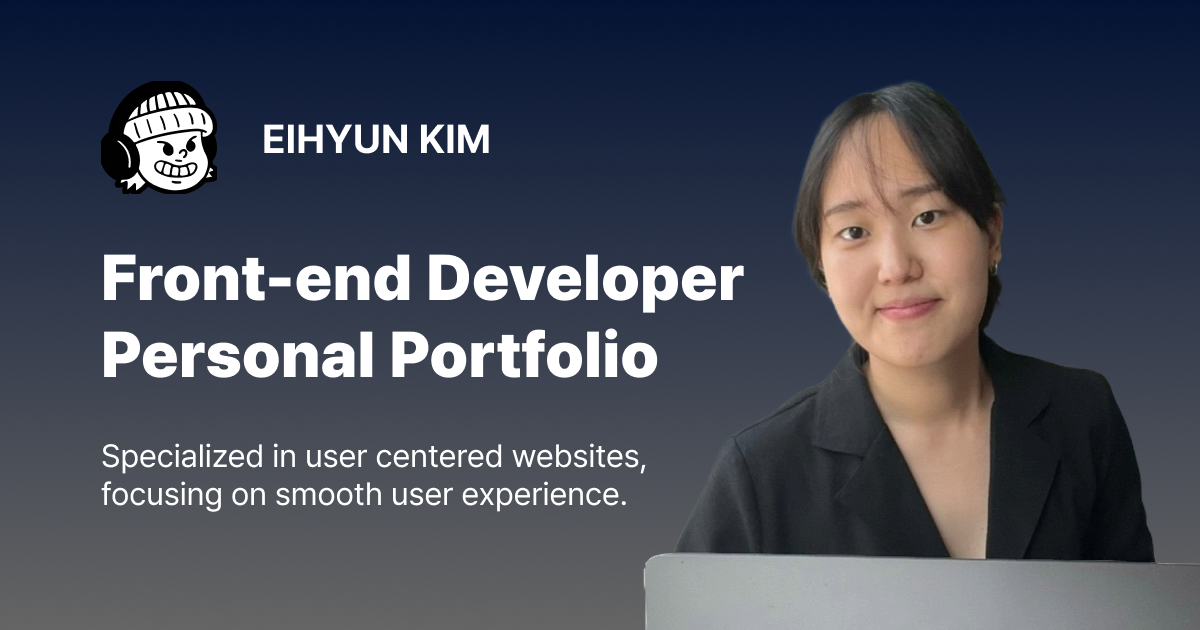 EIHYUN KIM
Front-end Developer
Personal Portfolio
Specialized in user centered websites,
focusing on smooth user experience.